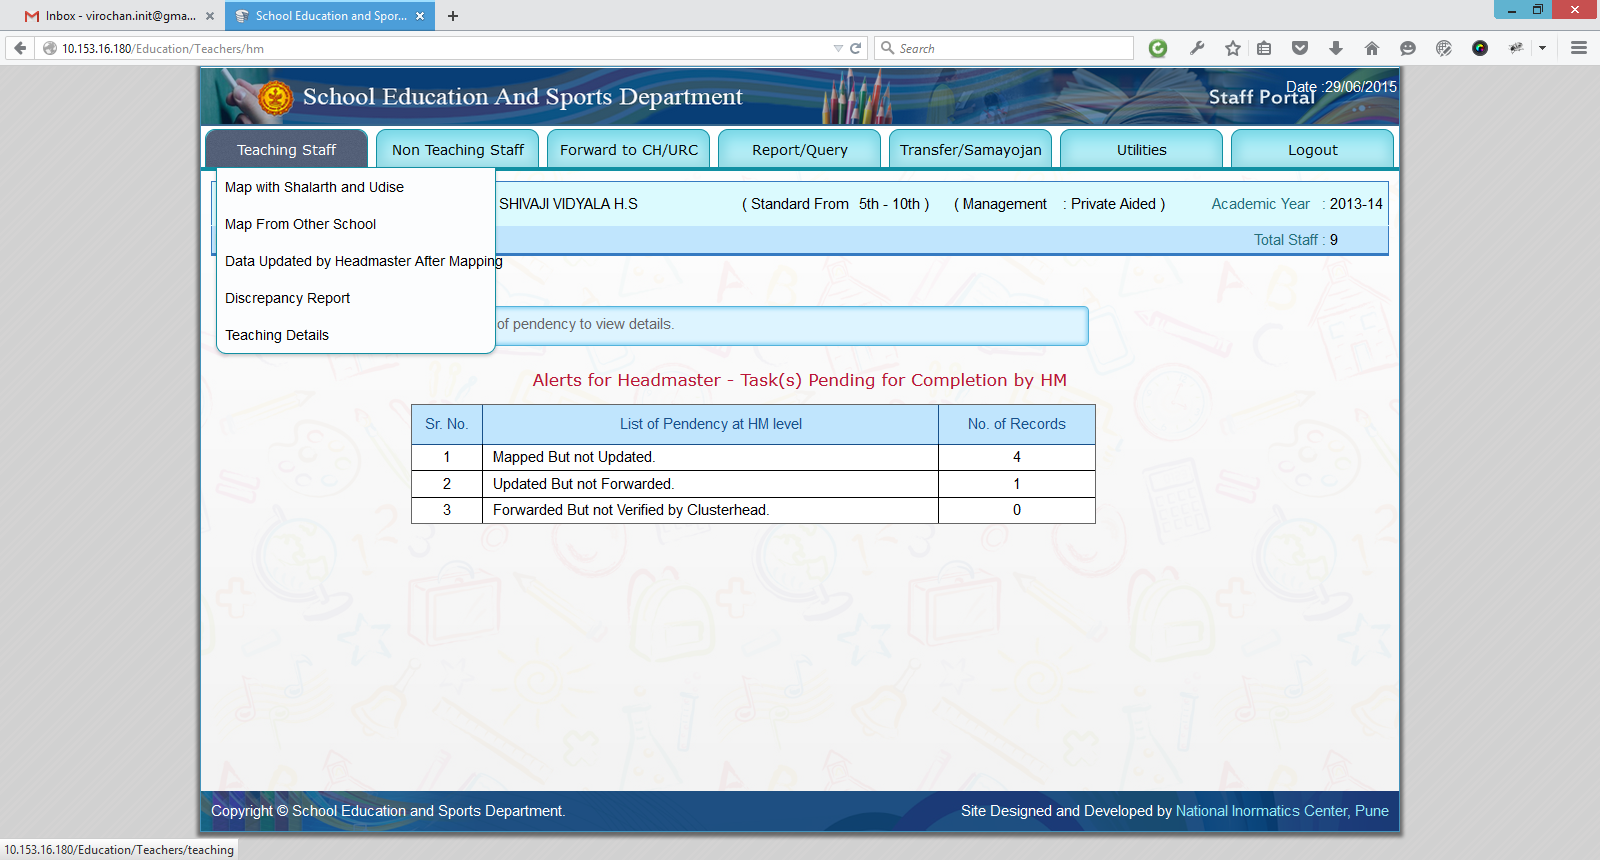 Inbox - virochan.init@gma...
School Education and Spor...
10.153.16.180/Education/Teachers/hm
Search
School Education And Sports Department
Date :29/06/2015
Staff Portal
Teaching Staff
Non Teaching Staff
Forward to CH/URC
Report/Query
Transfer/Samayojan
Utilities
Logout
Map with Shalarth and Udise
Map From Other School
Data Updated by Headmaster After Mapping
Discrepancy Report
Teaching Details
SHIVAJI VIDYALA H.S ( Standard From 5th - 10th ) ( Management : Private Aided ) Academic Year : 2013-14
Total Staff : 9
of pendency to view details.
Alerts for Headmaster - Task(s) Pending for Completion by HM
Sr. No. List of Pendency at HM level No. of Records
1 Mapped But not Updated. 4
2 Updated But not Forwarded. 1
3 Forwarded But not Verified by Clusterhead. 0
Copyright © School Education and Sports Department.
Site Designed and Developed by National Inormatics Center, Pune
10.153.16.180/Education/Teachers/teaching